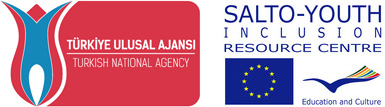 TÜRKİYE ULUSAL AJANSI
TURKISH NATIONAL AGENCY
SALTO-YOUTH
INCLUSION
RESOURCE CENTRE
Education and Culture